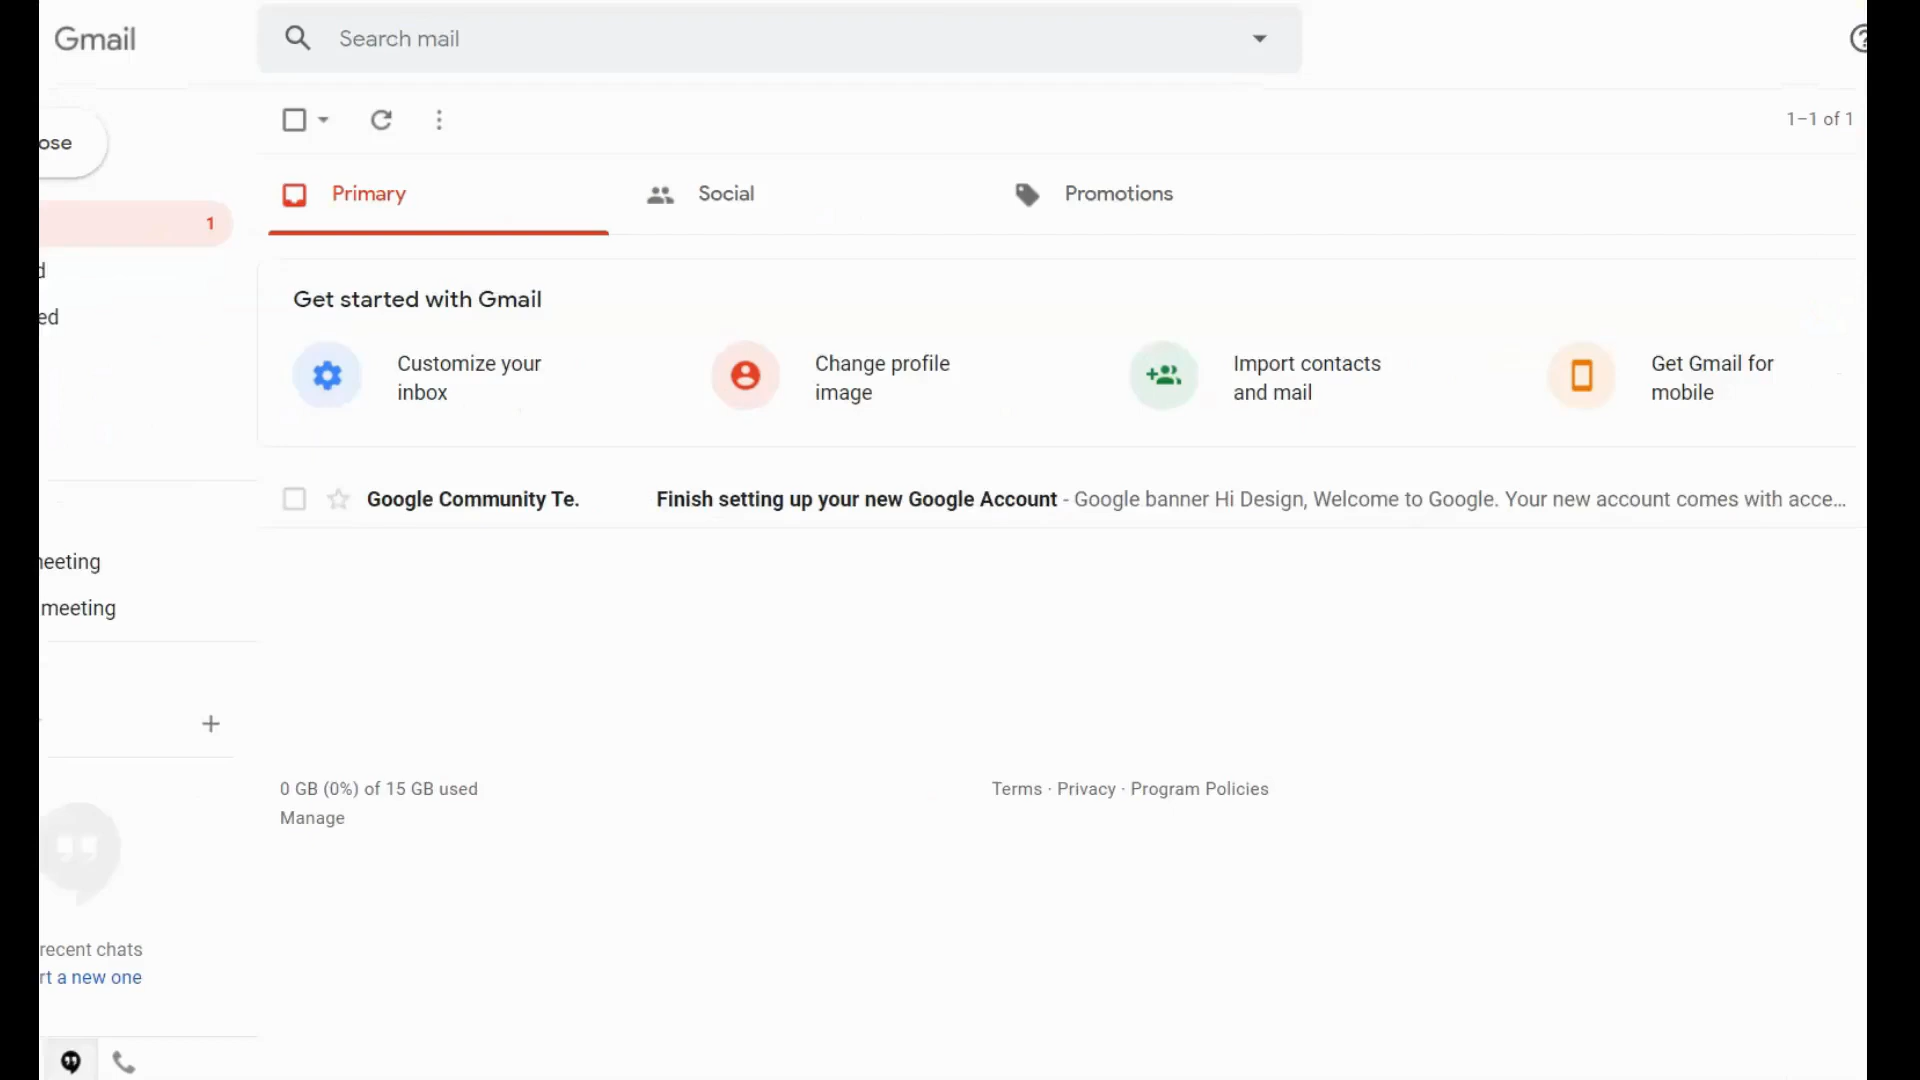 Gmail
Search mail
ose
1–1 of 1
Primary
Social
Promotions
1
d
ed
Get started with Gmail
Customize your
inbox
Change profile
image
Import contacts
and mail
Get Gmail for
mobile
Google Community Te. Finish setting up your new Google Account - Google banner Hi Design, Welcome to Google. Your new account comes with acce...
neeting
meeting
0 GB (0%) of 15 GB used
Manage
Terms · Privacy · Program Policies
recent chats
rt a new one